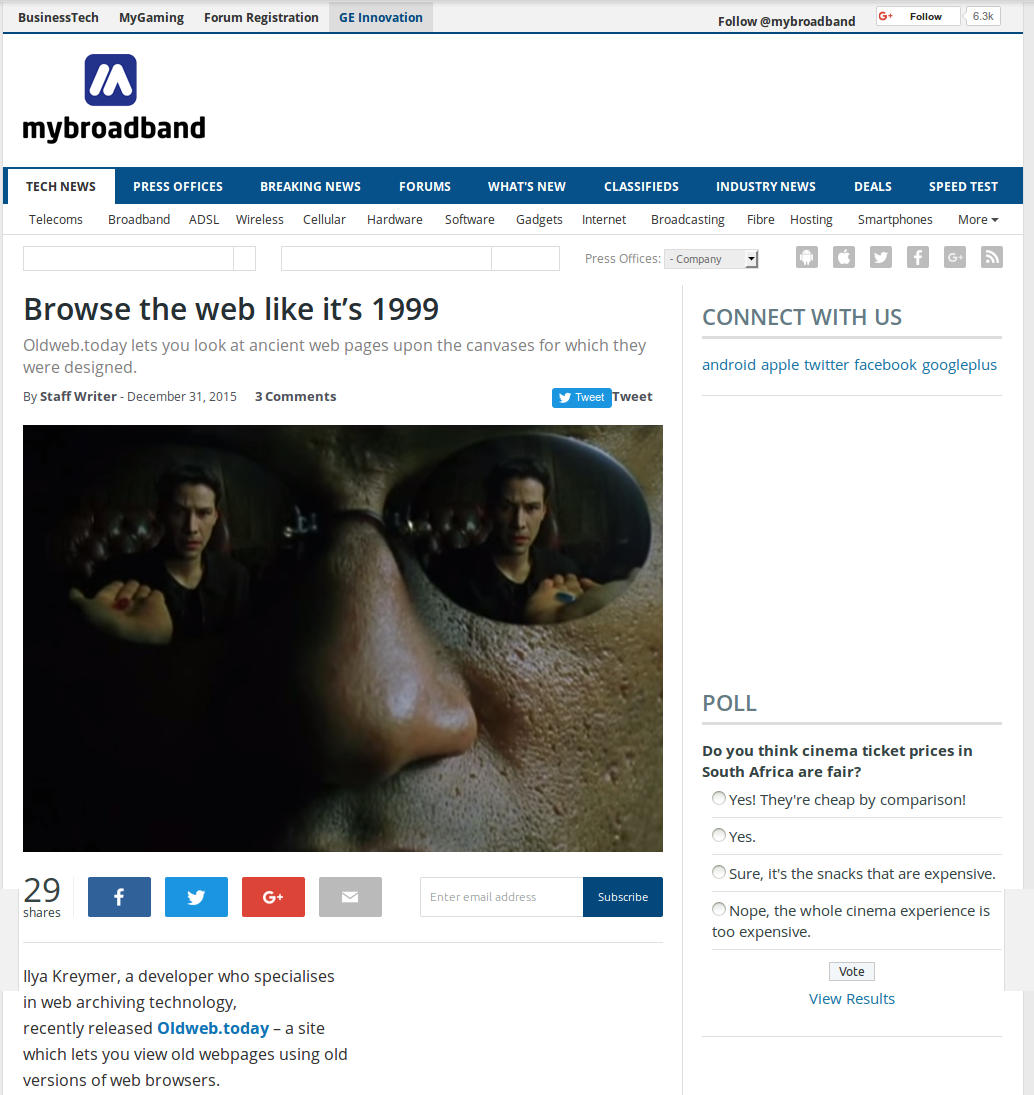 BusinessTech MyGaming Forum Registration GE Innovation Follow @mybroadband G+ Follow 6.3k
mybroadband
TECH NEWS PRESS OFFICES BREAKING NEWS FORUMS WHAT'S NEW CLASSIFIEDS INDUSTRY NEWS DEALS SPEED TEST
Telecoms Broadband ADSL Wireless Cellular Hardware Software Gadgets Internet Broadcasting Fibre Hosting Smartphones More
Press Offices: - Company G+
Browse the web like it’s 1999
Oldweb.today lets you look at ancient web pages upon the canvases for which they
were designed.
By Staff Writer - December 31, 2015 3 Comments Tweet Tweet
29
shares
G+
Enter email address Subscribe
Ilya Kreymer, a developer who specialises
in web archiving technology,
recently released Oldweb.today – a site
which lets you view old webpages using old
versions of web browsers.
CONNECT WITH US
android apple twitter facebook googleplus
POLL
Do you think cinema ticket prices in
South Africa are fair?
Yes! They're cheap by comparison!
Yes.
Sure, it's the snacks that are expensive.
Nope, the whole cinema experience is
too expensive.
Vote
View Results